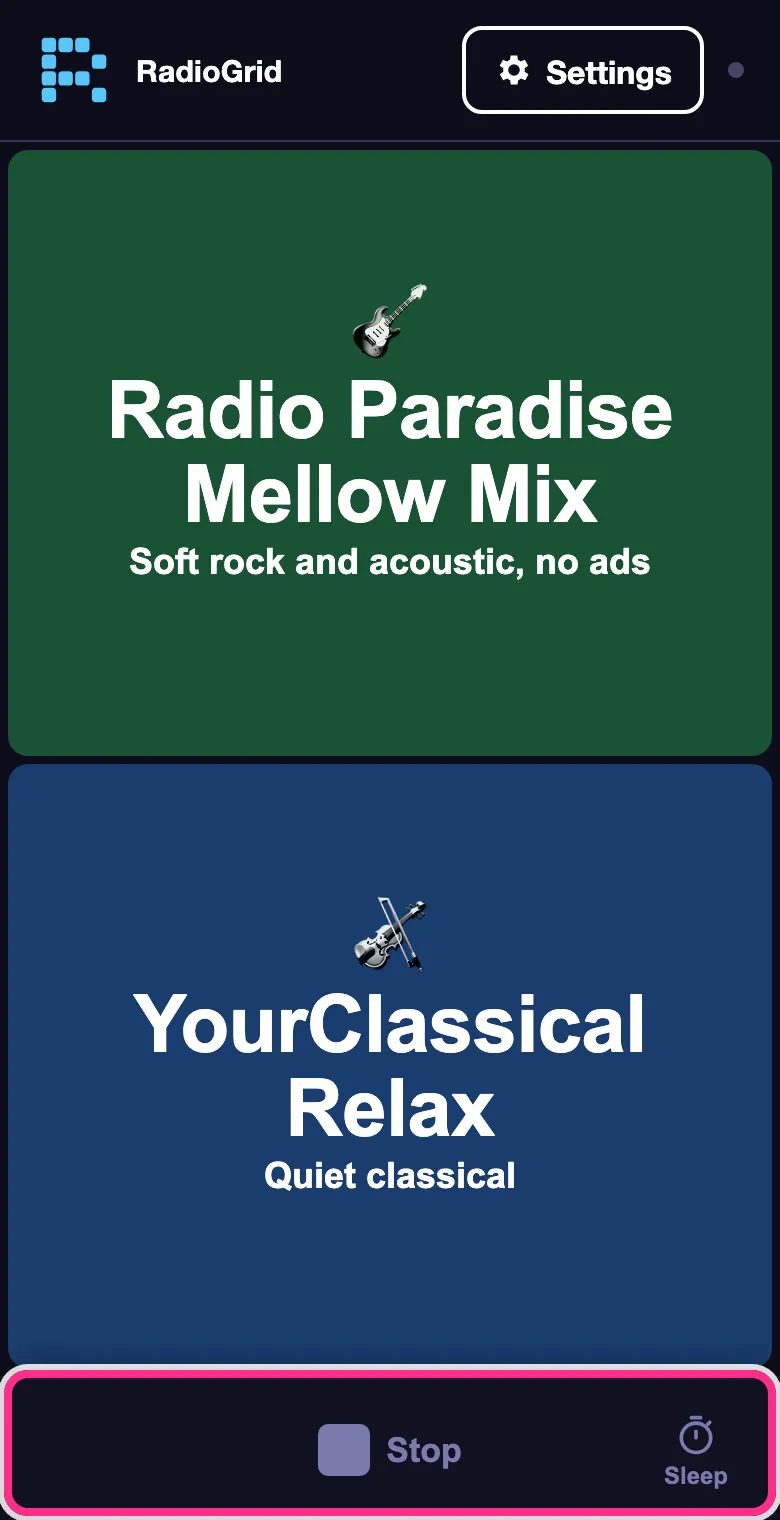 RadioGrid
Settings
Radio Paradise
Mellow Mix
Soft rock and acoustic, no ads
YourClassical
Relax
Quiet classical
Stop
Sleep